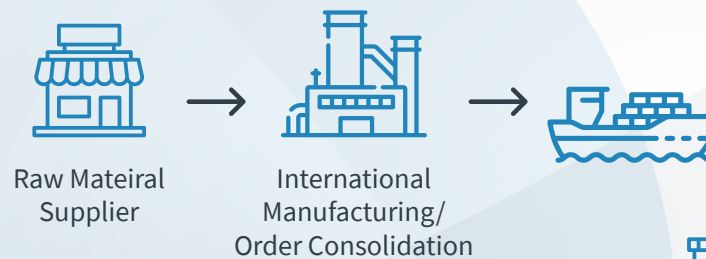 Raw Mateiral
Supplier
International
Manufacturing/
Order Consolidation